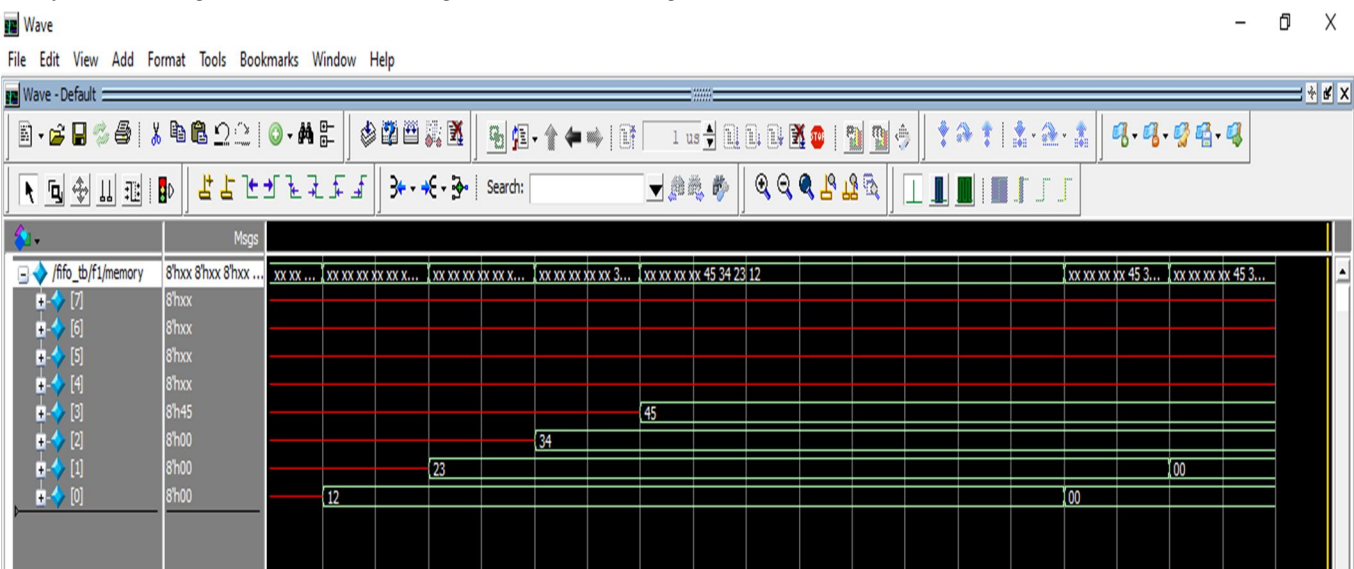 Wave
File Edit View Add Format Tools Bookmarks Window Help
Wave - Default
1 us
Search:
Msgs
/fifo_tb/f1/memory 8'hxx 8'hxx 8'hxx ... xx xx ... xx xx xx xx xx x... xx xx xx xx xx x... xx xx xx xx xx 3... xx xx xx xx 45 34 23 12 xx xx xx xx 45 3... xx xx xx xx 45 3...
[7] 8'hxx
[6] 8'hxx
[5] 8'hxx
[4] 8'hxx
[3] 8'h45 45
[2] 8'h00 34
[1] 8'h00 23 00
[0] 8'h00 12 00